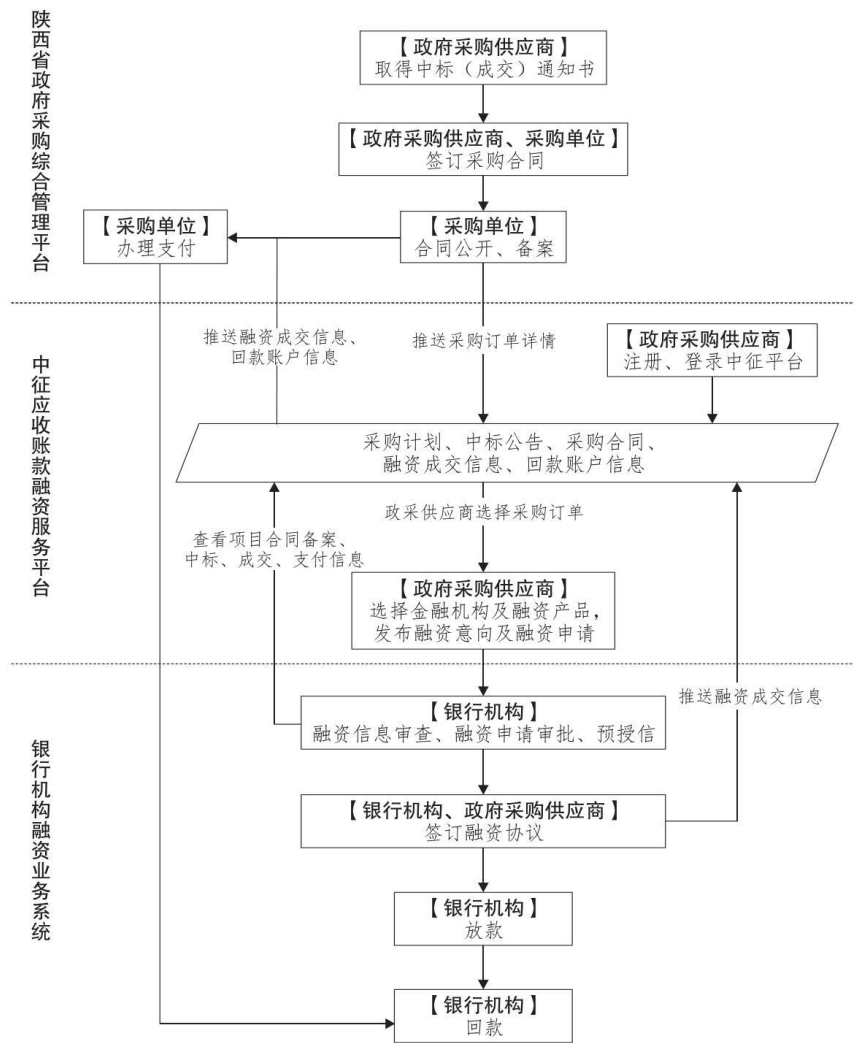 陕西省政府采购综合管理平台
【政府采购供应商】
取得中标（成交）通知书
【政府采购供应商、采购单位】
签订采购合同
【采购单位】
办理支付
【采购单位】
合同公开、备案
中征应收账款融资服务平台
推送融资成交信息、
回款账户信息
推送采购订单详情
【政府采购供应商】
注册、登录中征平台
采购计划、中标公告、采购合同、
融资成交信息、回款账户信息
政采供应商选择采购订单
查看项目合同备案、
中标、成交、支付信息
【政府采购供应商】
选择金融机构及融资产品，
发布融资意向及融资申请
银行机构融资业务系统
【银行机构】
融资信息审查、融资申请审批、预授信
推送融资成交信息
【银行机构、政府采购供应商】
签订融资协议
【银行机构】
放款
【银行机构】
回款